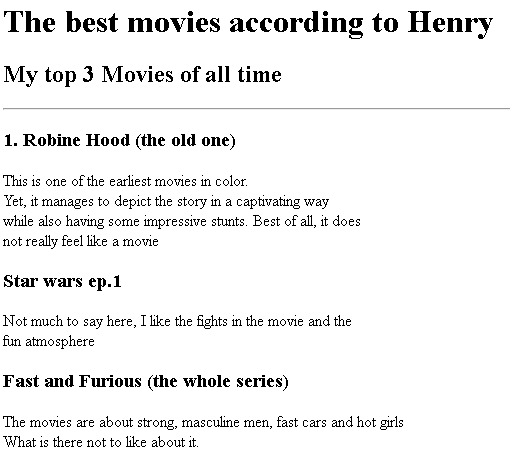 The best movies according to Henry
My top 3 Movies of all time
1. Robine Hood (the old one)
This is one of the earliest movies in color.
Yet, it manages to depict the story in a captivating way
while also having some impressive stunts. Best of all, it does
not really feel like a movie
Star wars ep.1
Not much to say here, I like the fights in the movie and the
fun atmosphere
Fast and Furious (the whole series)
The movies are about strong, masculine men, fast cars and hot girls
What is there not to like about it.